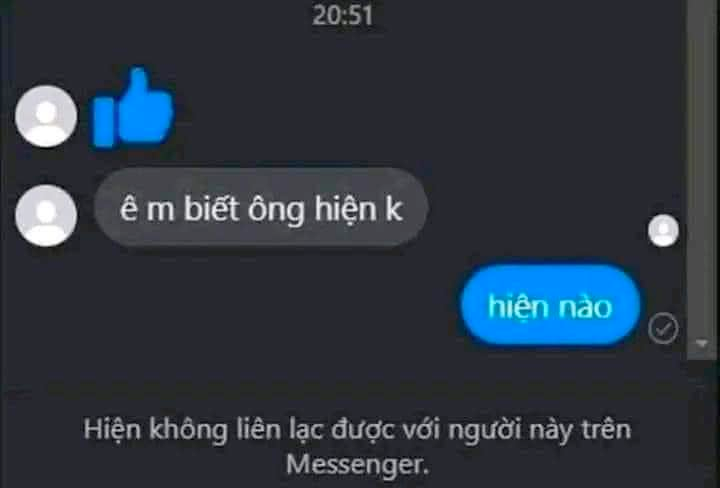 20:51
ê m biết ông hiện k
hiện nào
Hiện không liên lạc được với người này trên
Messenger.